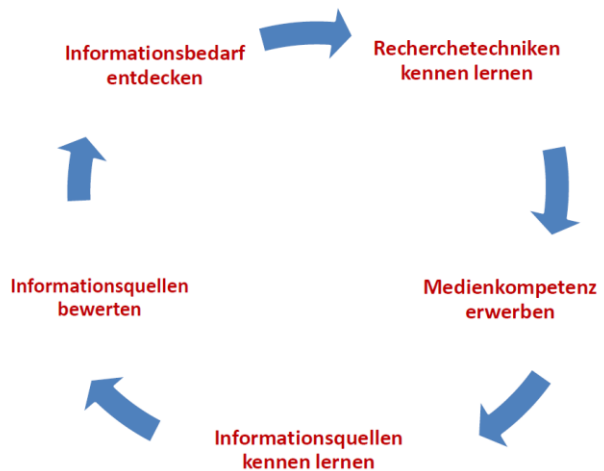 Informationsbedarf
entdecken
Recherchetechniken
kennen lernen
Medienkompetenz
erwerben
Informationsquellen
kennen lernen
Informationsquellen
bewerten